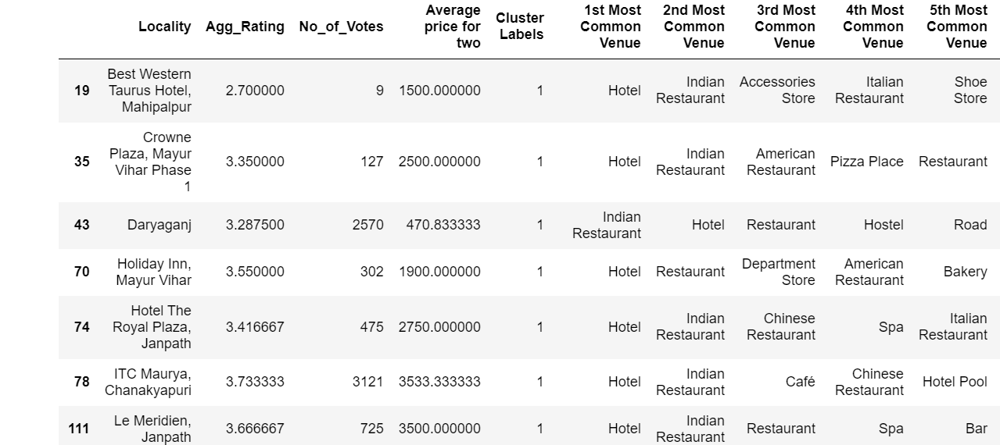 Locality Agg_Rating No_of_Votes Average price for two Cluster Labels 1st Most Common Venue 2nd Most Common Venue 3rd Most Common Venue 4th Most Common Venue 5th Most Common Venue
19 Best Western Taurus Hotel, Mahipalpur 2.700000 9 1500.000000 1 Hotel Indian Restaurant Accessories Store Italian Restaurant Shoe Store
35 Crowne Plaza, Mayur Vihar Phase 1 3.350000 127 2500.000000 1 Hotel Indian Restaurant American Restaurant Pizza Place Restaurant
43 Daryaganj 3.287500 2570 470.833333 1 Indian Restaurant Hotel Restaurant Hostel Road
70 Holiday Inn, Mayur Vihar 3.550000 302 1900.000000 1 Hotel Restaurant Department Store American Restaurant Bakery
74 Hotel The Royal Plaza, Janpath 3.416667 475 2750.000000 1 Hotel Indian Restaurant Chinese Restaurant Spa Italian Restaurant
78 ITC Maurya, Chanakyapuri 3.733333 3121 3533.333333 1 Hotel Indian Restaurant Café Chinese Restaurant Hotel Pool
111 Le Meridien, Janpath 3.666667 725 3500.000000 1 Hotel Indian Restaurant Restaurant Spa Bar